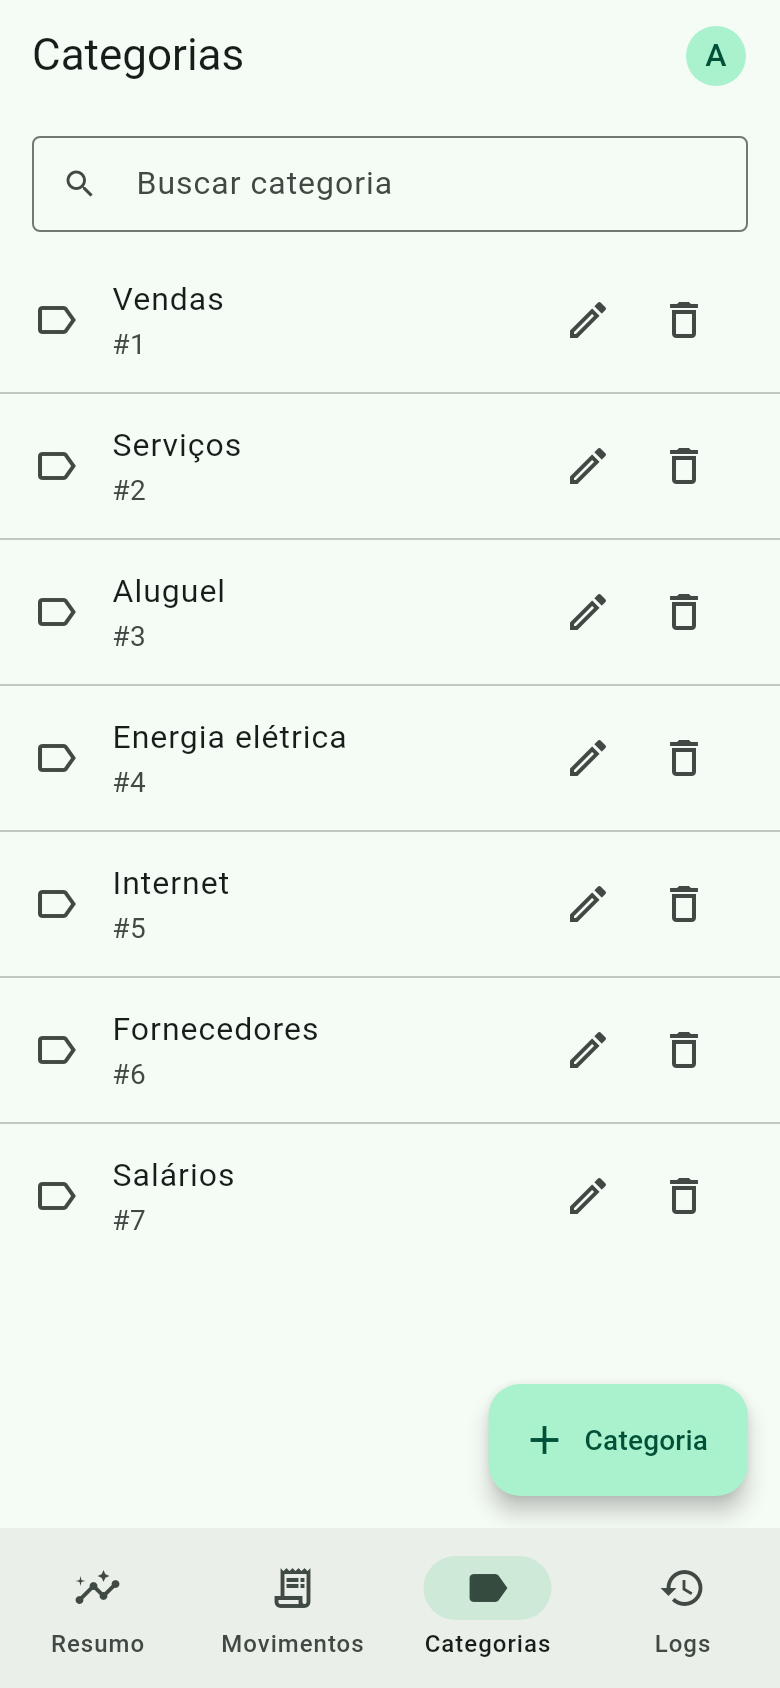 Categorias
A
Buscar categoria
Vendas
#1
Serviços
#2
Aluguel
#3
Energia elétrica
#4
Internet
#5
Fornecedores
#6
Salários
#7
Categoria
Resumo
Movimentos
Categorias
Logs